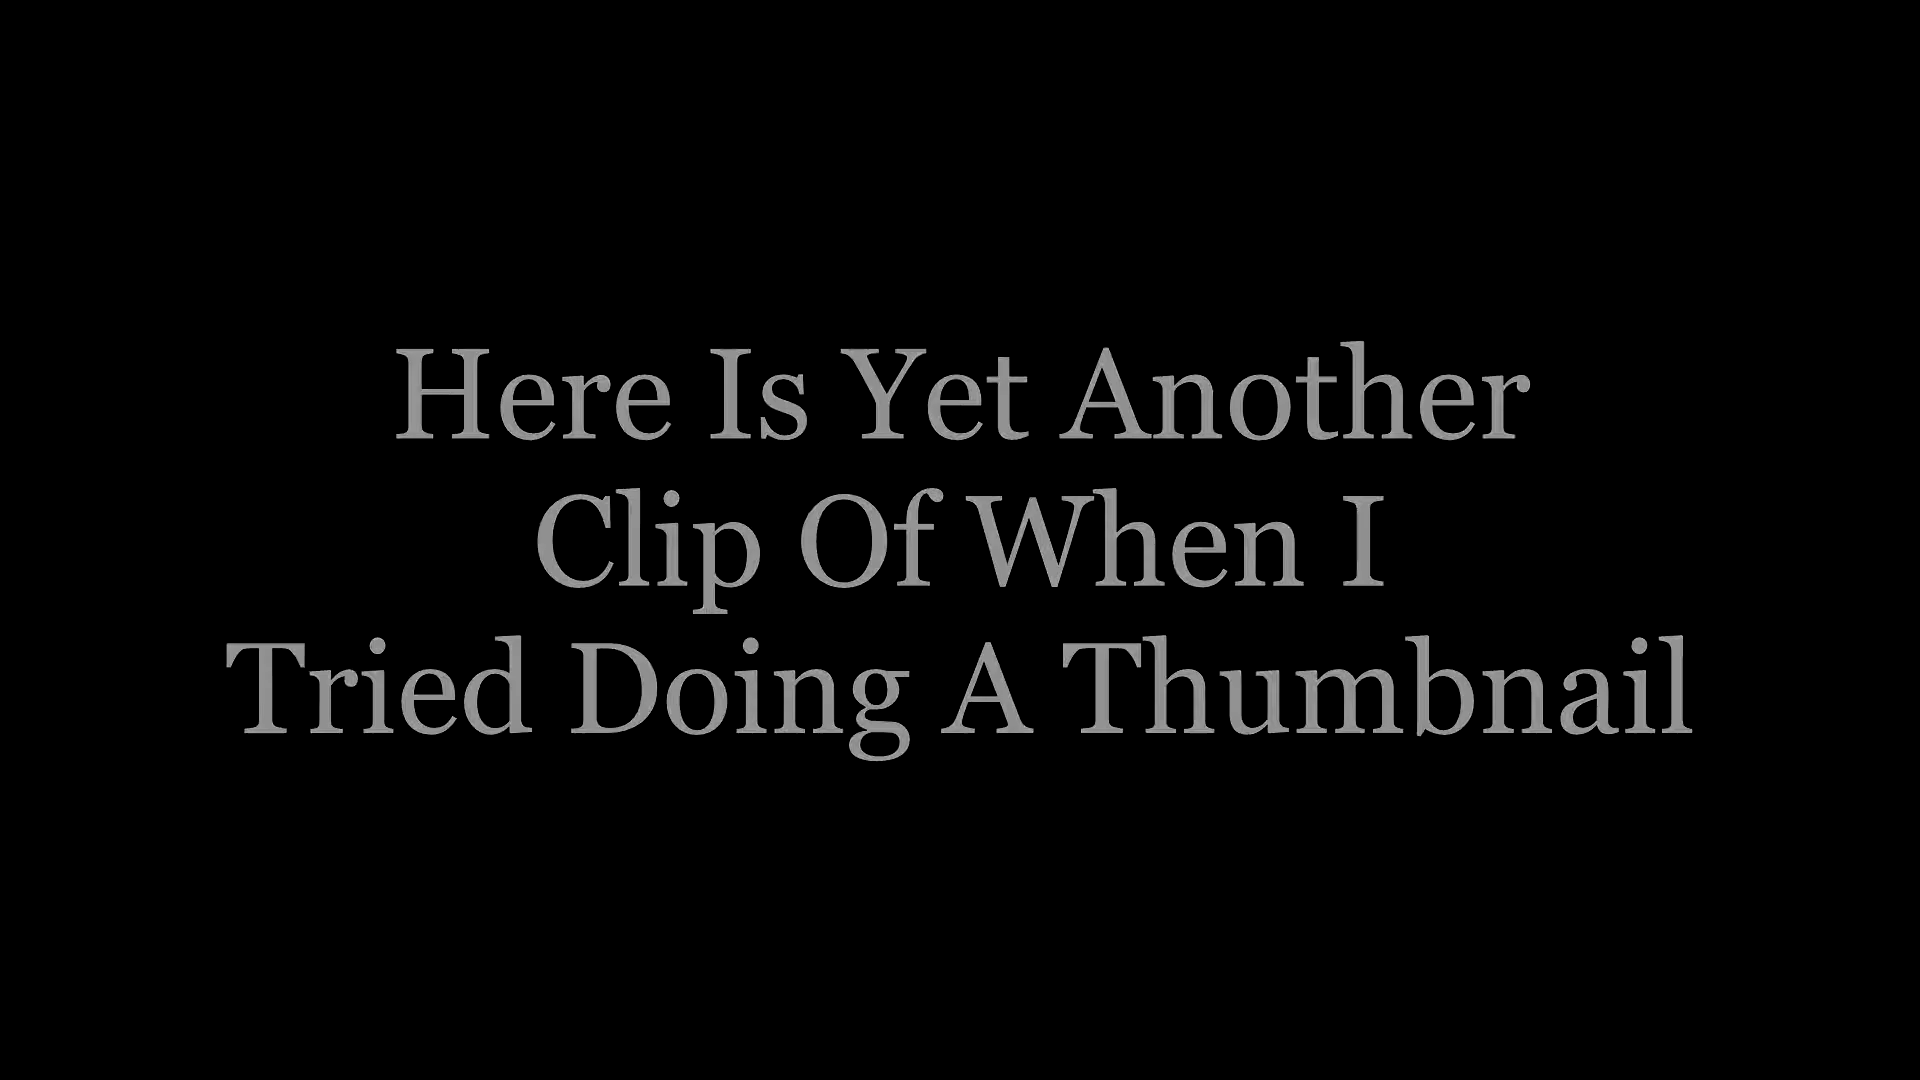 Here Is Yet Another
Clip Of When I
Tried Doing A Thumbnail